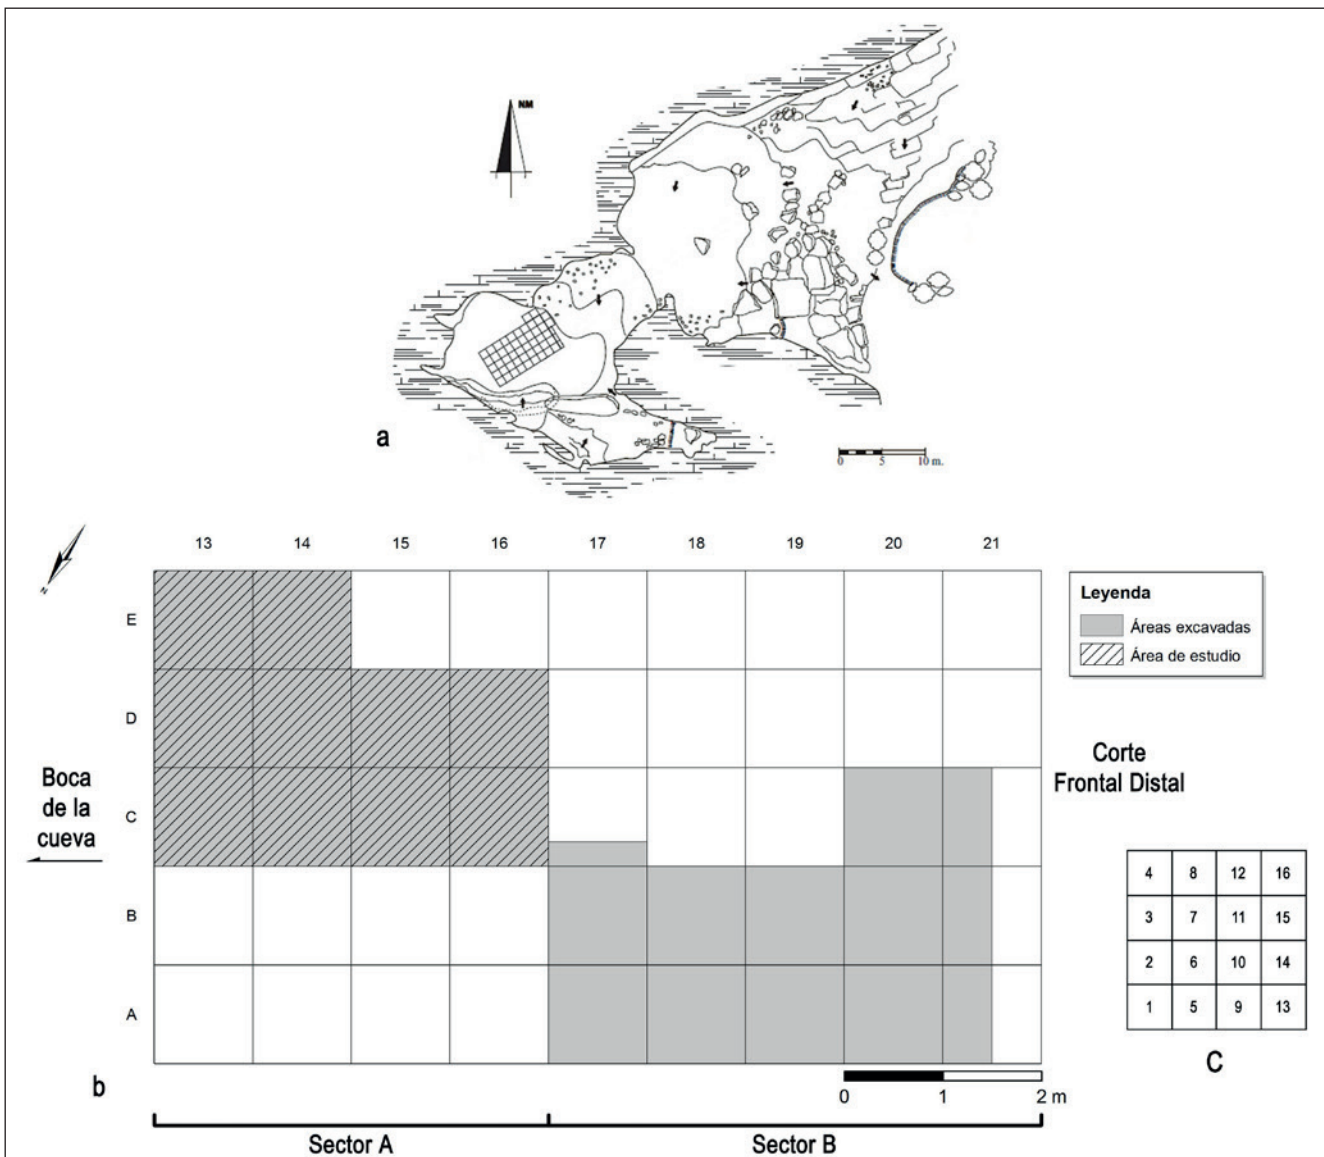 NM
a
0 5 10 m.
N
13 14 15 16 17 18 19 20 21
E
D
C
B
A
Boca
de la
cueva
Leyenda
Áreas excavadas
Área de estudio
Corte
Frontal Distal
4 8 12 16
3 7 11 15
2 6 10 14
1 5 9 13
C
b
0 1 2 m
Sector A Sector B